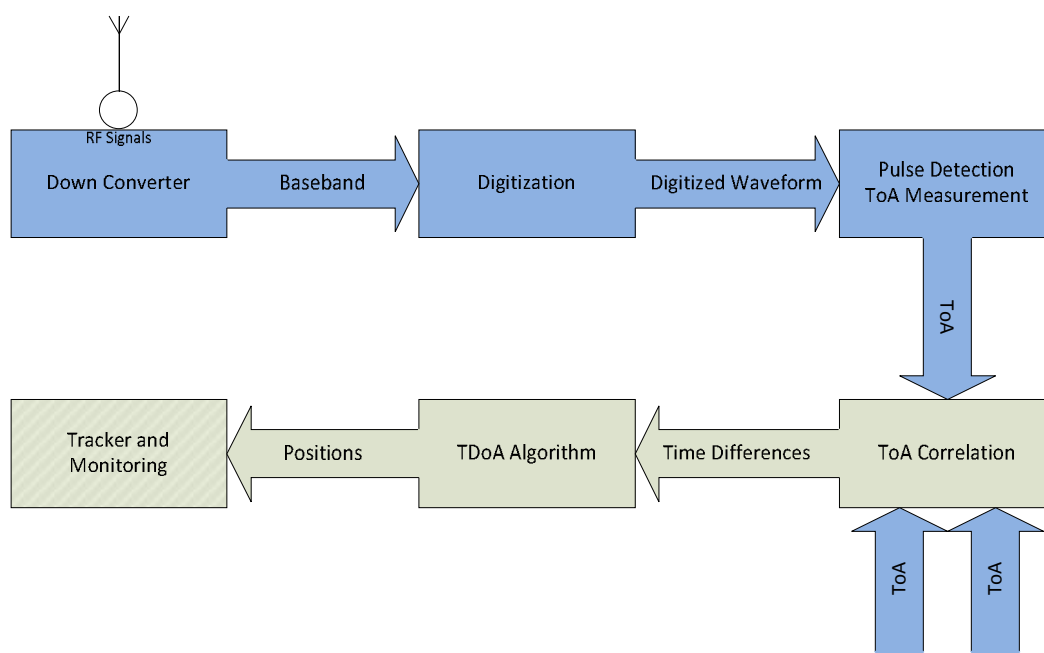 RF Signals
Down Converter
Baseband
Digitization
Digitized Waveform
Pulse Detection
ToA Measurement
ToA
Tracker and
Monitoring
Positions
TDoA Algorithm
Time Differences
ToA Correlation
ToA
ToA